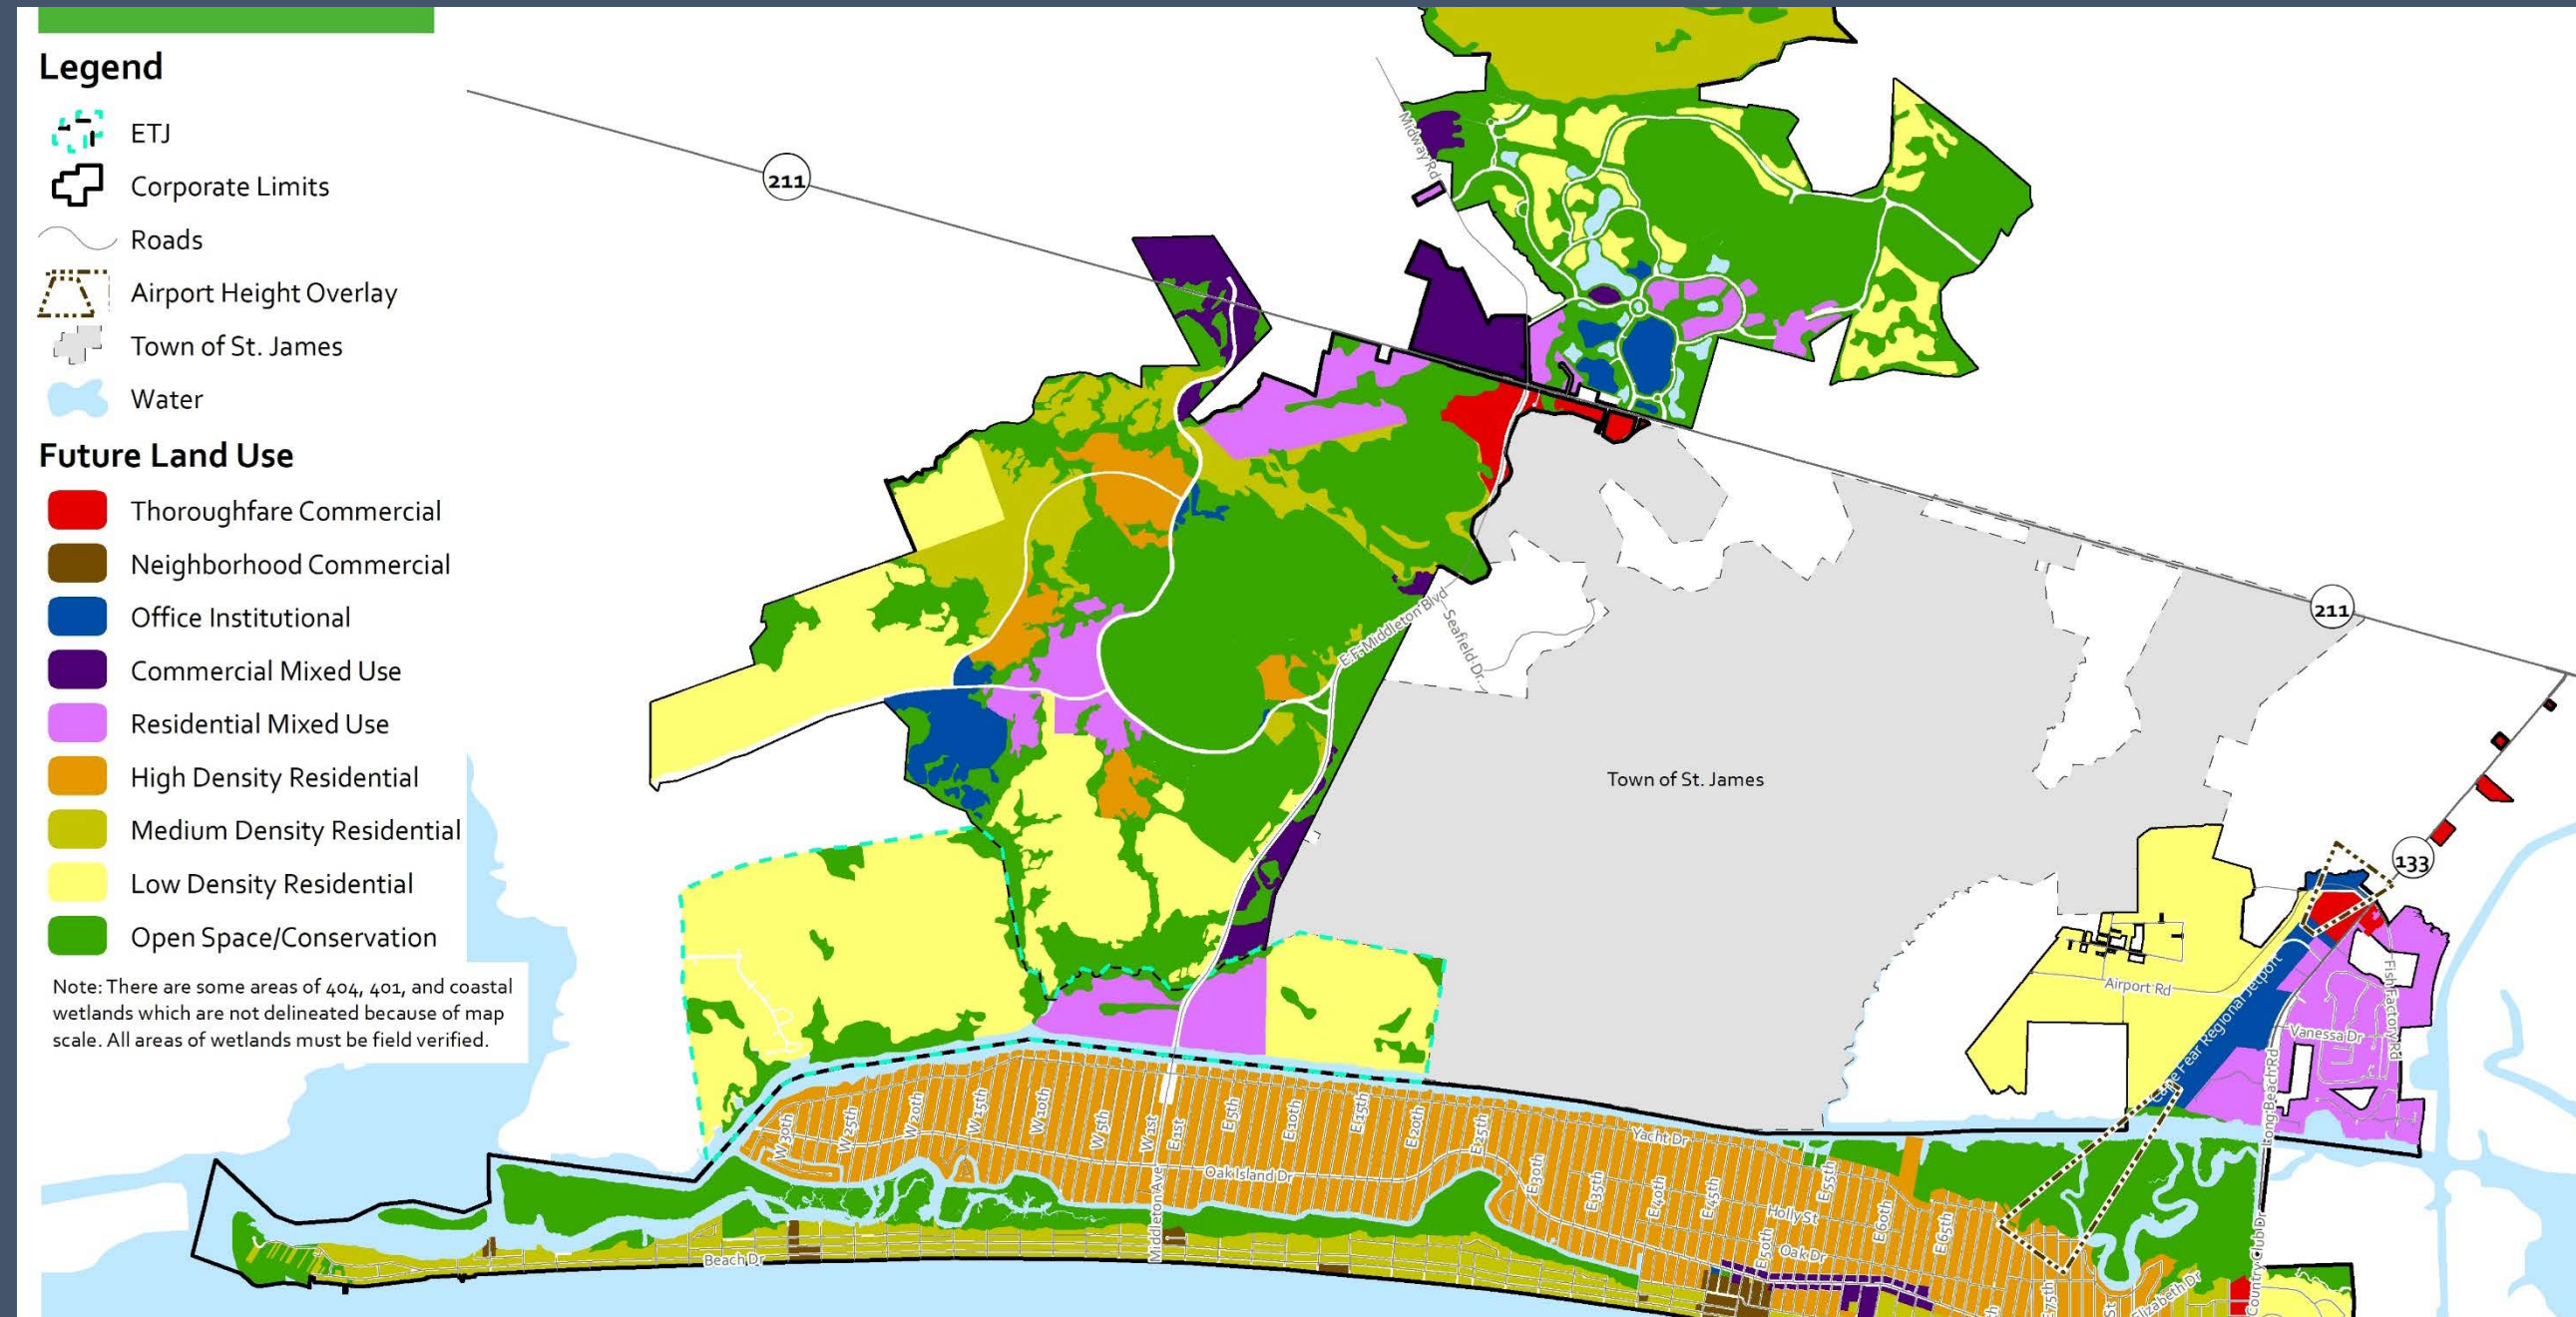 Legend
ETJ
Corporate Limits
Roads
Airport Height Overlay
Town of St. James
Water
Future Land Use
Thoroughfare Commercial
Neighborhood Commercial
Office Institutional
Commercial Mixed Use
Residential Mixed Use
High Density Residential
Medium Density Residential
Low Density Residential
Open Space/Conservation
Note: There are some areas of 404, 401, and coastal
wetlands which are not delineated because of map
scale. All areas of wetlands must be field verified.
211
Midway Rd
E.F. Middleton Blvd
Seafield Dr.
211
Town of St. James
133
Airport Rd
Cape Fear Regional Jetport
Fish Factory Rd
Vanessa Dr
Long Beach Rd
W 30th
W 25th
W 20th
W 15th
W 10th
W 5th
W 1st
E 1st
E 5th
E 10th
E 15th
E 20th
E 25th
E 30th
E 35th
E 40th
E 45th
E 50th
E 55th
E 60th
E 65th
E 75th
Yacht Dr
Oak Island Dr
Holly St
Oak Dr
Middleton Ave
Beach Dr
Country Club Dr
Elizabeth Dr
St